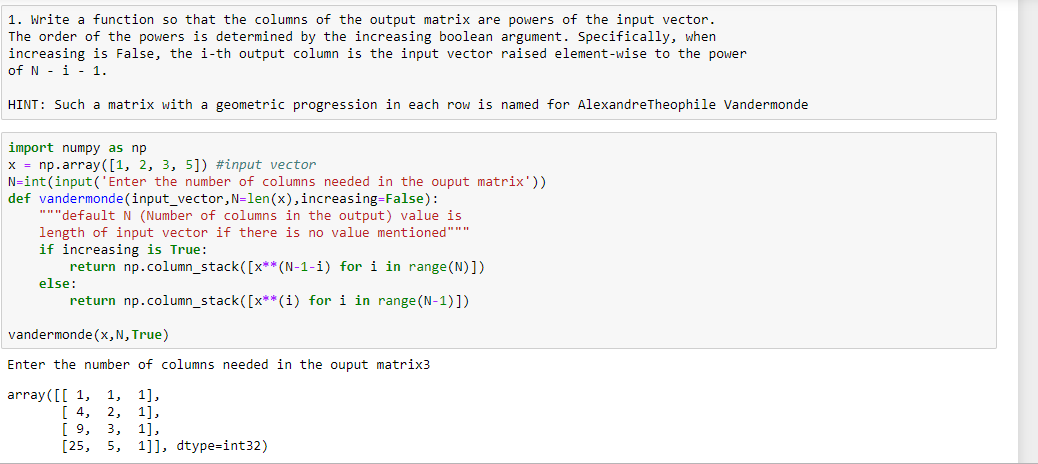 1. Write a function so that the columns of the output matrix are powers of the input vector.
The order of the powers is determined by the increasing boolean argument. Specifically, when
increasing is False, the i-th output column is the input vector raised element-wise to the power
of N - i - 1.
HINT: Such a matrix with a geometric progression in each row is named for AlexandreTheophile Vandermonde
import numpy as np
x = np.array([1, 2, 3, 5]) #input vector
N=int(input('Enter the number of columns needed in the ouput matrix'))
def vandermonde(input_vector,N=len(x),increasing=False):
    """default N (Number of columns in the output) value is
    length of input vector if there is no value mentioned"""
    if increasing is True:
        return np.column_stack([x**(N-1-i) for i in range(N)])
    else:
        return np.column_stack([x**(i) for i in range(N-1)])
vandermonde(x,N,True)
Enter the number of columns needed in the ouput matrix3
array([[ 1,  1,  1],
       [ 4,  2,  1],
       [ 9,  3,  1],
       [25,  5,  1]], dtype=int32)